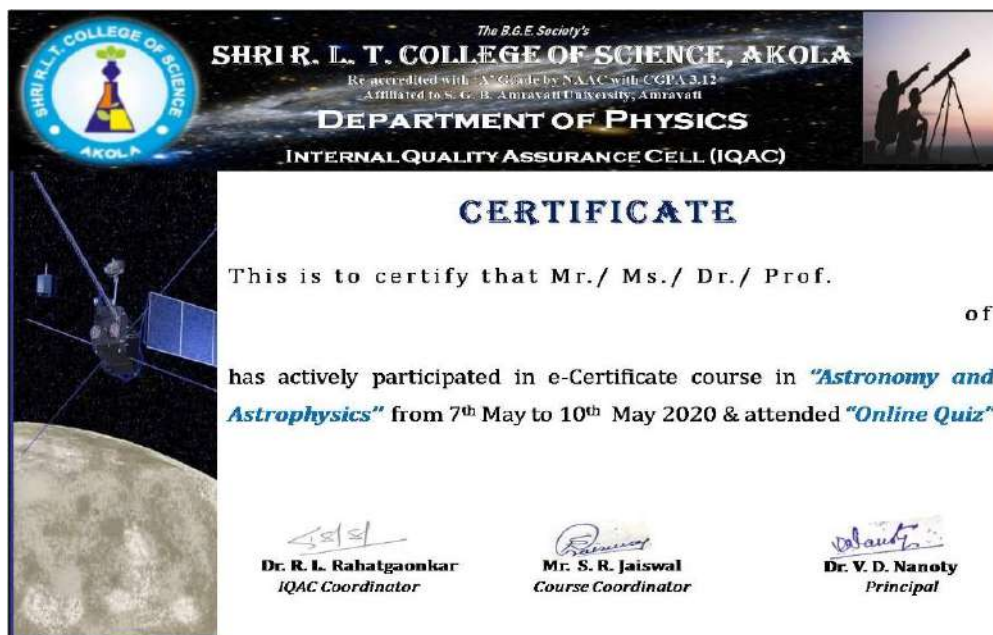 The B.G.E. Society's
SHRI R. L. T. COLLEGE OF SCIENCE, AKOLA
Re-accredited with 'A' Grade by NAAC with CGPA 3.12
Affiliated to S. G. B. Amravati University, Amravati
DEPARTMENT OF PHYSICS
INTERNAL QUALITY ASSURANCE CELL (IQAC)
SHRI R.L.T. COLLEGE OF SCIENCE
AKOLA
CERTIFICATE
This is to certify that Mr./ Ms./ Dr./ Prof.
of
has actively participated in e-Certificate course in "Astronomy and
Astrophysics" from 7th May to 10th May 2020 & attended "Online Quiz"
Dr. R. L. Rahatgaonkar Mr. S. R. Jaiswal Dr. V. D. Nanoty
IQAC Coordinator Course Coordinator Principal